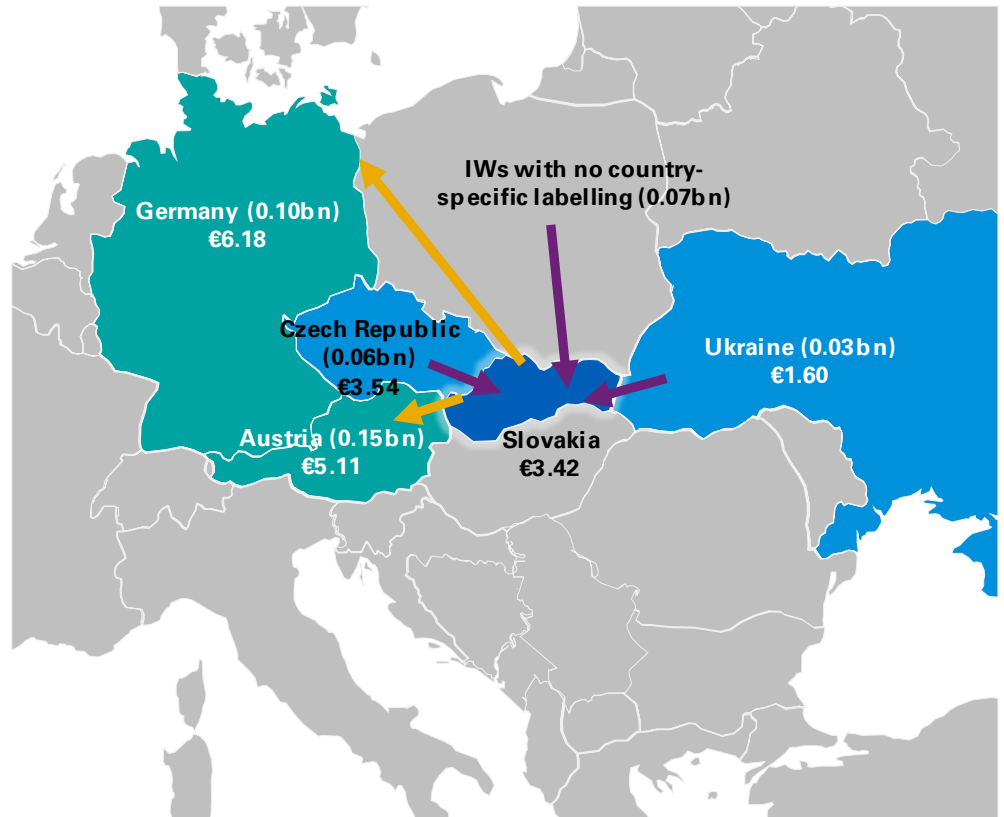 IWs with no country-
specific labelling (0.07bn)
Germany (0.10bn)
€6.18
Czech Republic
(0.06bn)
€3.54
Ukraine (0.03bn)
€1.60
Austria (0.15bn)
€5.11
Slovakia
€3.42